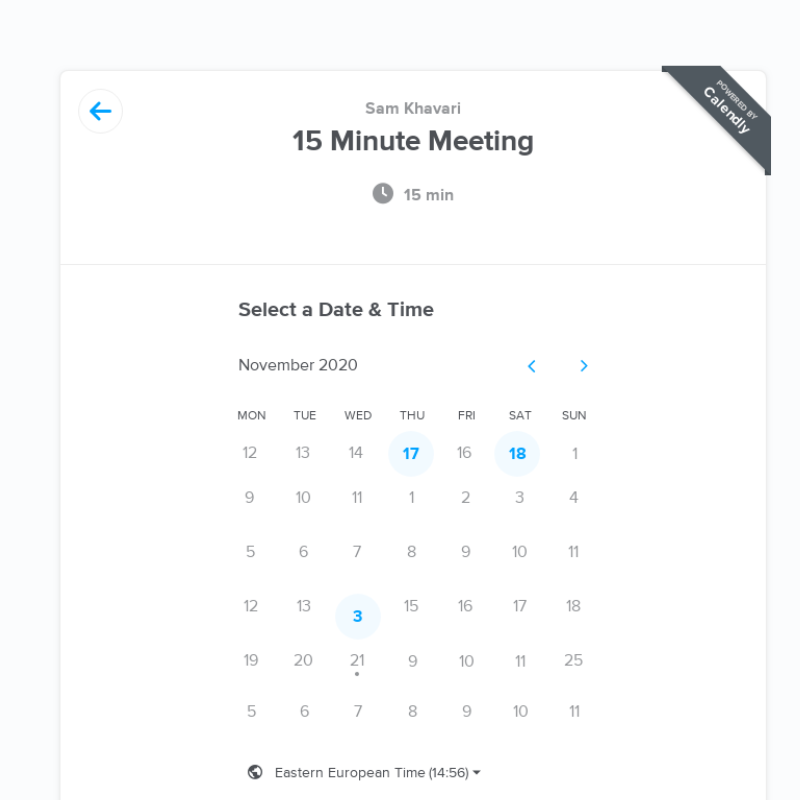 POWERED BY
Calendly
Sam Khavari
15 Minute Meeting
15 min
Select a Date & Time
November 2020
MON TUE WED THU FRI SAT SUN
12 13 14 17 16 18 1
9 10 11 1 2 3 4
5 6 7 8 9 10 11
12 13 3 15 16 17 18
19 20 21 9 10 11 25
5 6 7 8 9 10 11
Eastern European Time (14:56)